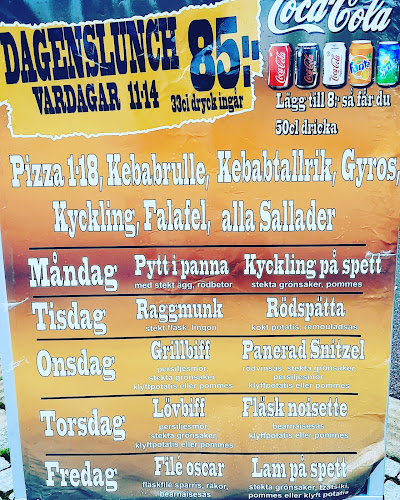 DAGENSLUNCH 85:-
VARDAGAR 11-14 33cl dryck ingår
Coca-Cola
Lägg till 8:- så får du
50cl dricka
Pizza 1-18, Kebabrulle, Kebabtallrik, Gyros,
Kyckling, Falafel, alla Sallader
Måndag
Pytt i panna
med stekt ägg, rödbetor
Kyckling på spett
stekta grönsaker, pommes
Tisdag
Raggmunk
stekt fläsk, lingon
Rödspätta
kokt potatis, remouladsås
Onsdag
Grillbiff
persiljesmör,
stekta grönsaker
klyftpotatis eller pommes
Panerad Snitzel
rödvinsås, stekta grönsaker
persiljesmör
klyftpotatis eller pommes
Torsdag
Lövbiff
persiljesmör
stekta grönsaker
klyftpotatis eller pommes
Fläsk noisette
bearnaisesås
klyftpotatis eller pommes
Fredag
File oscar
fläskfile sparris, räkor,
bearnaisesås
Lam på spett
stekta grönsaker, tzatsiki,
pommes eller klyft potatis